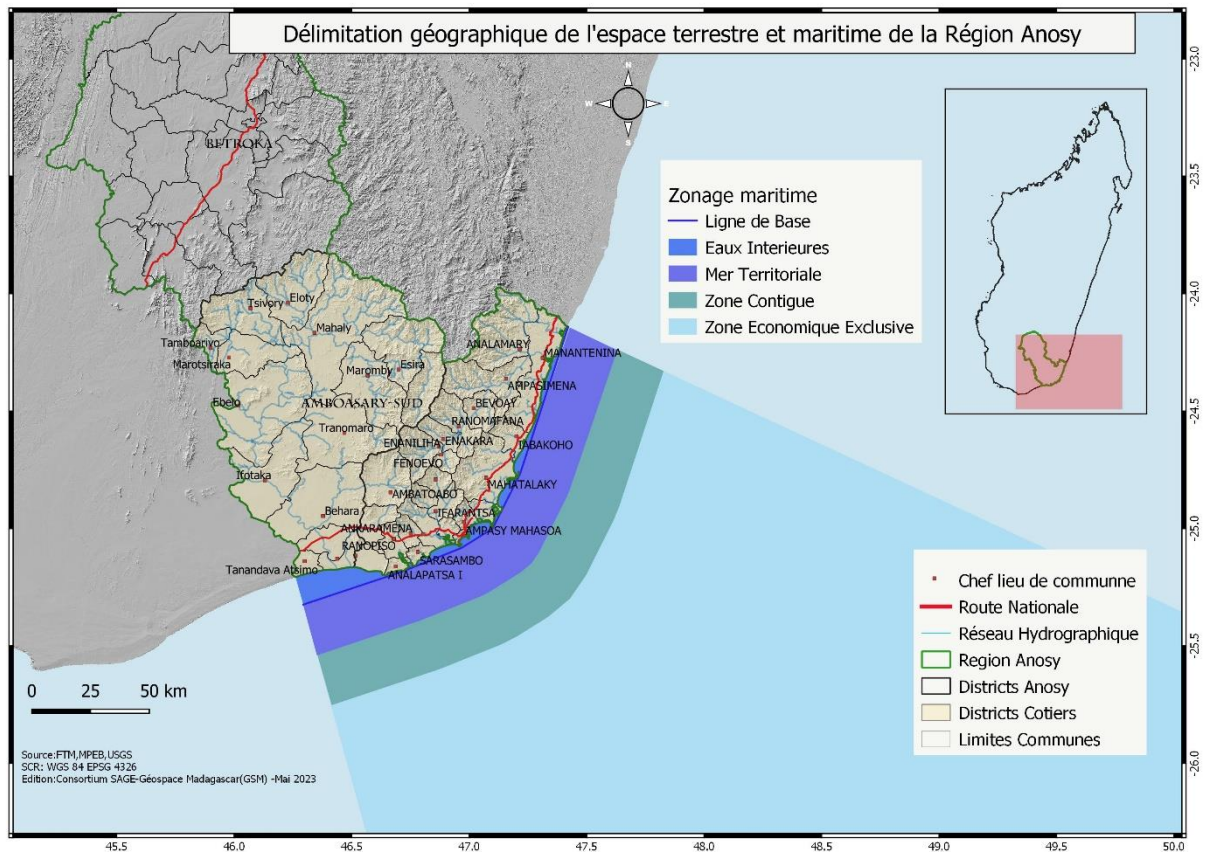 Délimitation géographique de l'espace terrestre et maritime de la Région Anosy
N
W
E
S
BETROKA
Zonage maritime
Ligne de Base
Eaux Interieures
Mer Territoriale
Zone Contigue
Zone Economique Exclusive
Tsivory
Eloty
Mahaly
Tamboarivo
Marotsiraka
Maromby
Esira
ANALAMARY
MANANTENINA
AMPASIMENA
Ebelo
AMBOASARY-SUD
BEVOAY
RANOMAFANA
Tranomaro
ENANILIHA
ENAKARA
IABAKOHO
FENOEVO
Ifotaka
MAHATALAKY
AMBATOABO
Behara
IFARANTSA
ANKARAMENA
AMPASY MAHASOA
RANOPISO
SARASAMBO
Tanandava Atsimo
ANALAPATSA I
Chef lieu de communne
Route Nationale
Réseau Hydrographique
Region Anosy
Districts Anosy
Districts Cotiers
Limites Communes
0 25 50 km
Source:FTM,MPEB,USGS
SCR: WGS 84 EPSG 4326
Edition:Consortium SAGE-Géospace Madagascar(GSM) -Mai 2023
-23.0
-23.5
-24.0
-24.5
-25.0
-25.5
-26.0
45.5 46.0 46.5 47.0 47.5 48.0 48.5 49.0 49.5 50.0